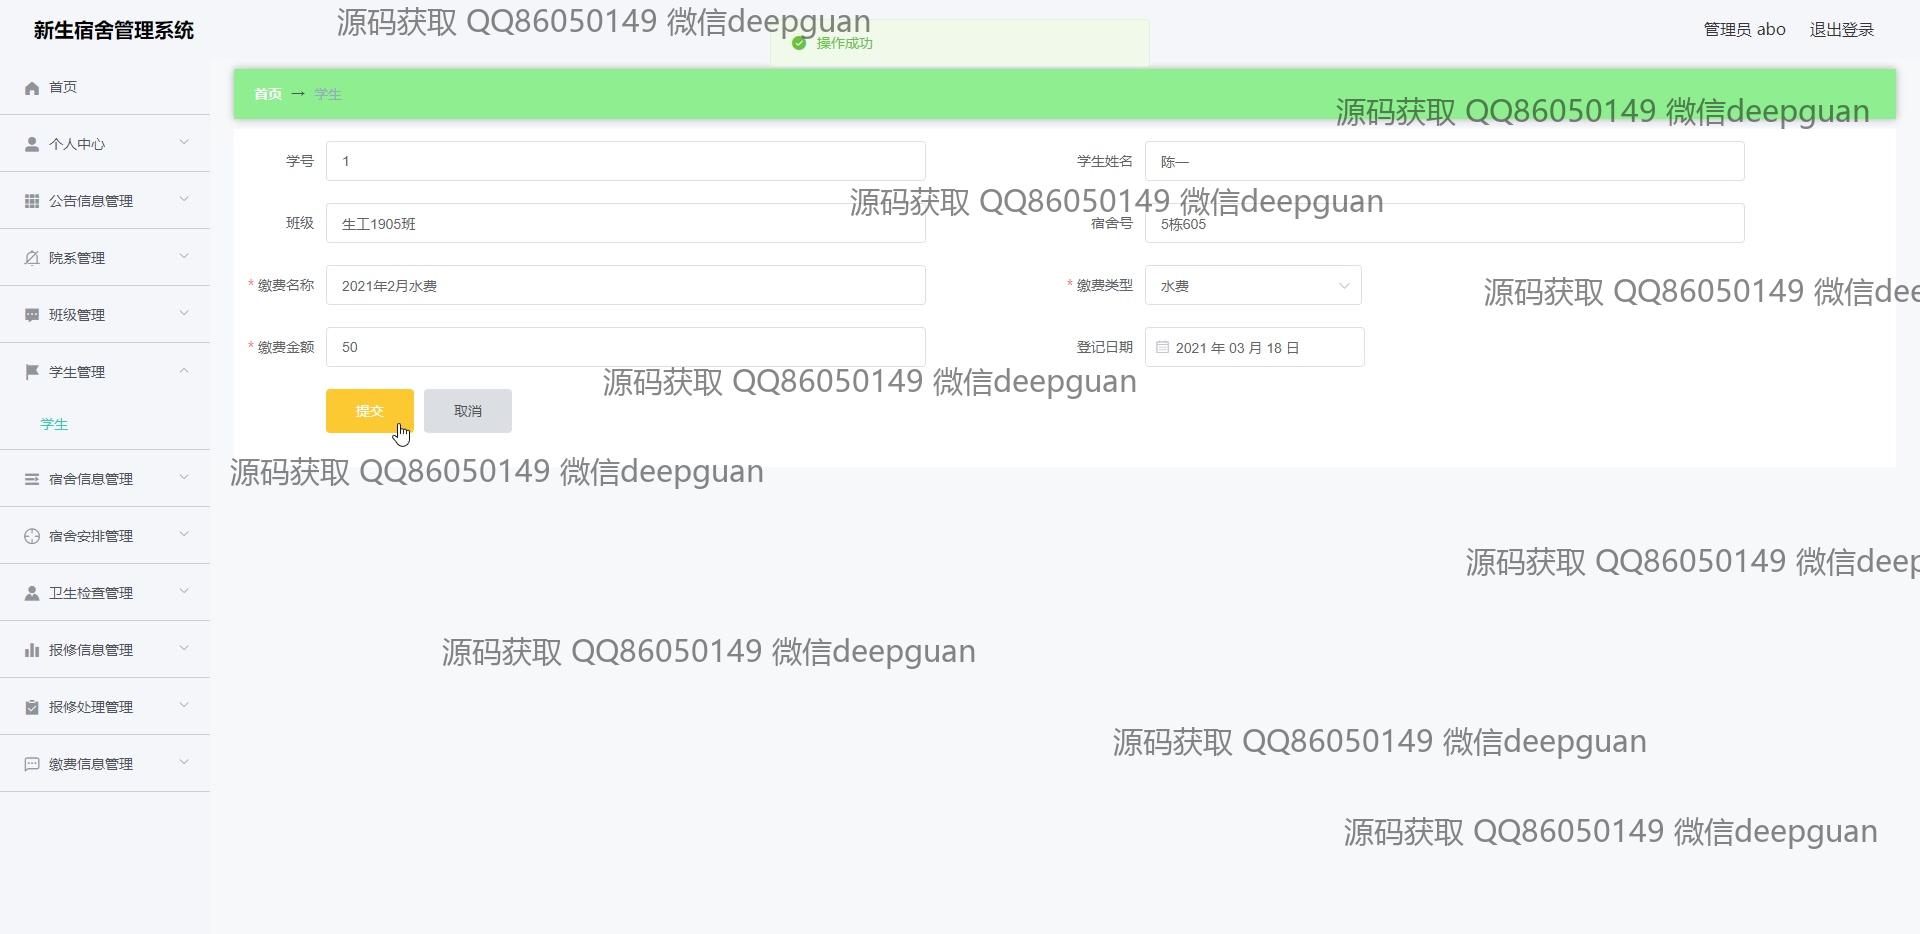 新生宿舍管理系统
管理员 abo 退出登录
源码获取 QQ86050149 微信deepguan
操作成功
首页
个人中心
公告信息管理
院系管理
班级管理
学生管理
学生
宿舍信息管理
宿舍安排管理
卫生检查管理
报修信息管理
报修处理管理
缴费信息管理
首页 → 学生
源码获取 QQ86050149 微信deepguan
学号 1 学生姓名 陈一
源码获取 QQ86050149 微信deepguan
班级 生工1905班 宿舍号 5栋605
* 缴费名称 2021年2月水费 * 缴费类型 水费
源码获取 QQ86050149 微信dee
* 缴费金额 50 登记日期 2021 年 03 月 18 日
源码获取 QQ86050149 微信deepguan
提交 取消
源码获取 QQ86050149 微信deepguan
源码获取 QQ86050149 微信deep
源码获取 QQ86050149 微信deepguan
源码获取 QQ86050149 微信deepguan
源码获取 QQ86050149 微信deepguan